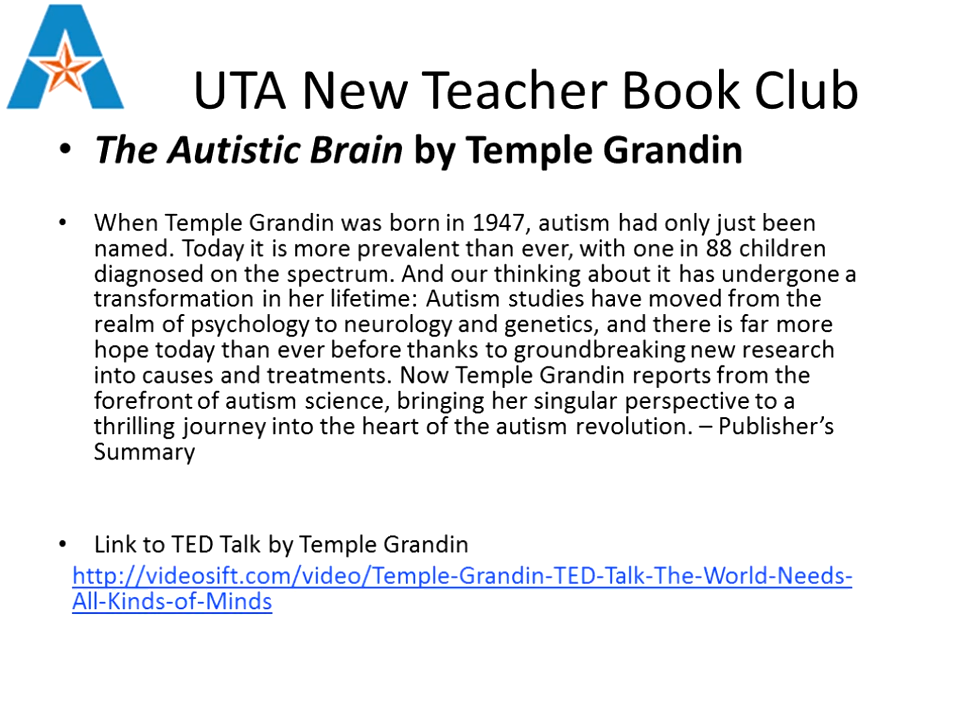 UTA New Teacher Book Club
• The Autistic Brain by Temple Grandin
• When Temple Grandin was born in 1947, autism had only just been
named. Today it is more prevalent than ever, with one in 88 children
diagnosed on the spectrum. And our thinking about it has undergone a
transformation in her lifetime: Autism studies have moved from the
realm of psychology to neurology and genetics, and there is far more
hope today than ever before thanks to groundbreaking new research
into causes and treatments. Now Temple Grandin reports from the
forefront of autism science, bringing her singular perspective to a
thrilling journey into the heart of the autism revolution. – Publisher’s
Summary
• Link to TED Talk by Temple Grandin
http://videosift.com/video/Temple-Grandin-TED-Talk-The-World-Needs-
All-Kinds-of-Minds